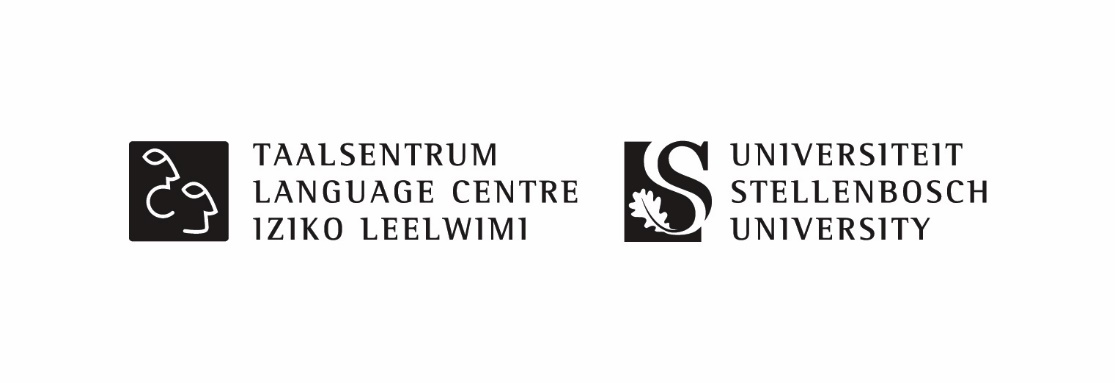 TAALSENTRUM
LANGUAGE CENTRE
IZIKO LEELWIMI
S
UNIVERSITEIT
STELLENBOSCH
UNIVERSITY